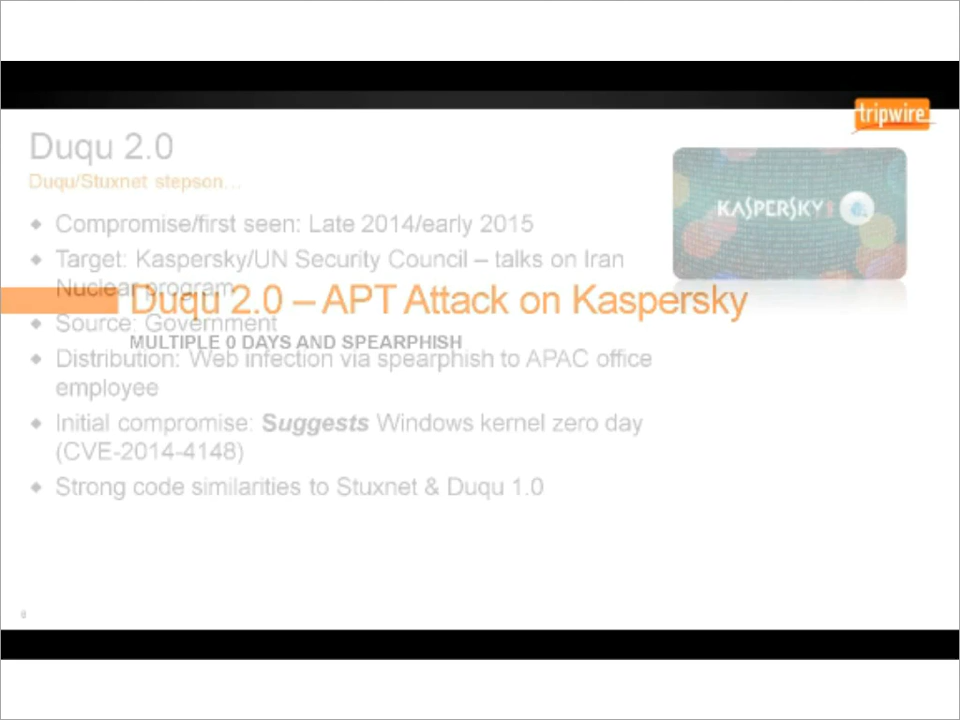 tripwire
Duqu 2.0
Duqu/Stuxnet stepson...
KASPERSKY
Compromise/first seen: Late 2014/early 2015
Target: Kaspersky/UN Security Council – talks on Iran
Nuclear program
Duqu 2.0 – APT Attack on Kaspersky
Source: Government
MULTIPLE 0 DAYS AND SPEARPHISH
Distribution: Web infection via spearphish to APAC office
employee
Initial compromise: Suggests Windows kernel zero day
(CVE-2014-4148)
Strong code similarities to Stuxnet & Duqu 1.0